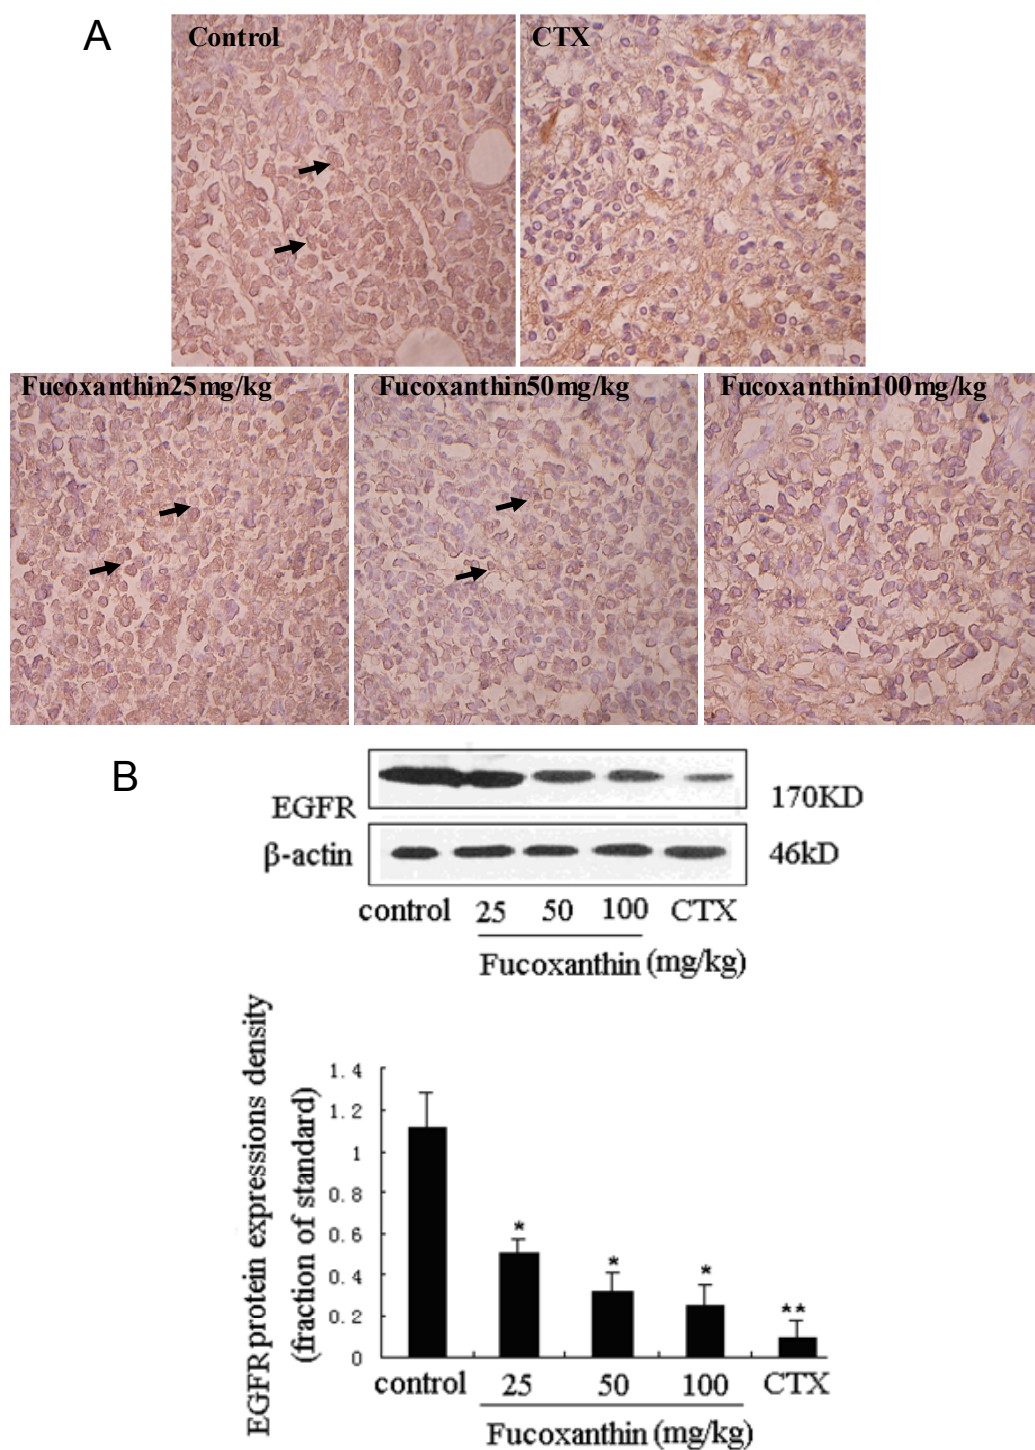 A
Control
CTX
Fucoxanthin25mg/kg
Fucoxanthin50mg/kg
Fucoxanthin100mg/kg
B
EGFR
170KD
β-actin
46kD
control 25 50 100 CTX
Fucoxanthin (mg/kg)
EGFR protein expressions density
(fraction of standard)
1.4
1.2
1
0.8
0.6
0.4
0.2
0
*
*
*
**
control 25 50 100 CTX
Fucoxanthin (mg/kg)